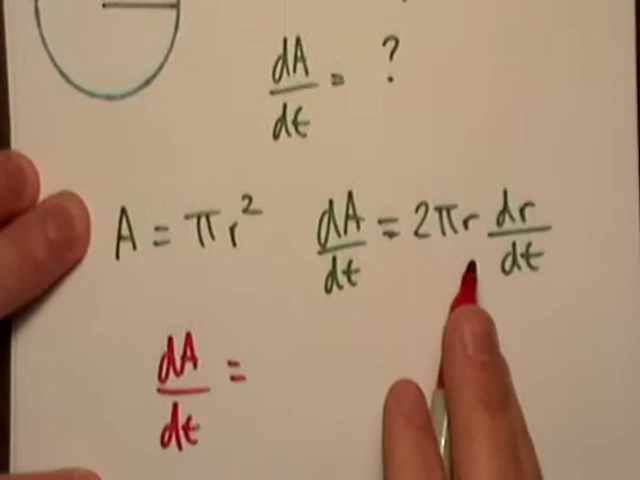 dA/dt = ?
A = πr² dA/dt = 2πr dr/dt
dA/dt =